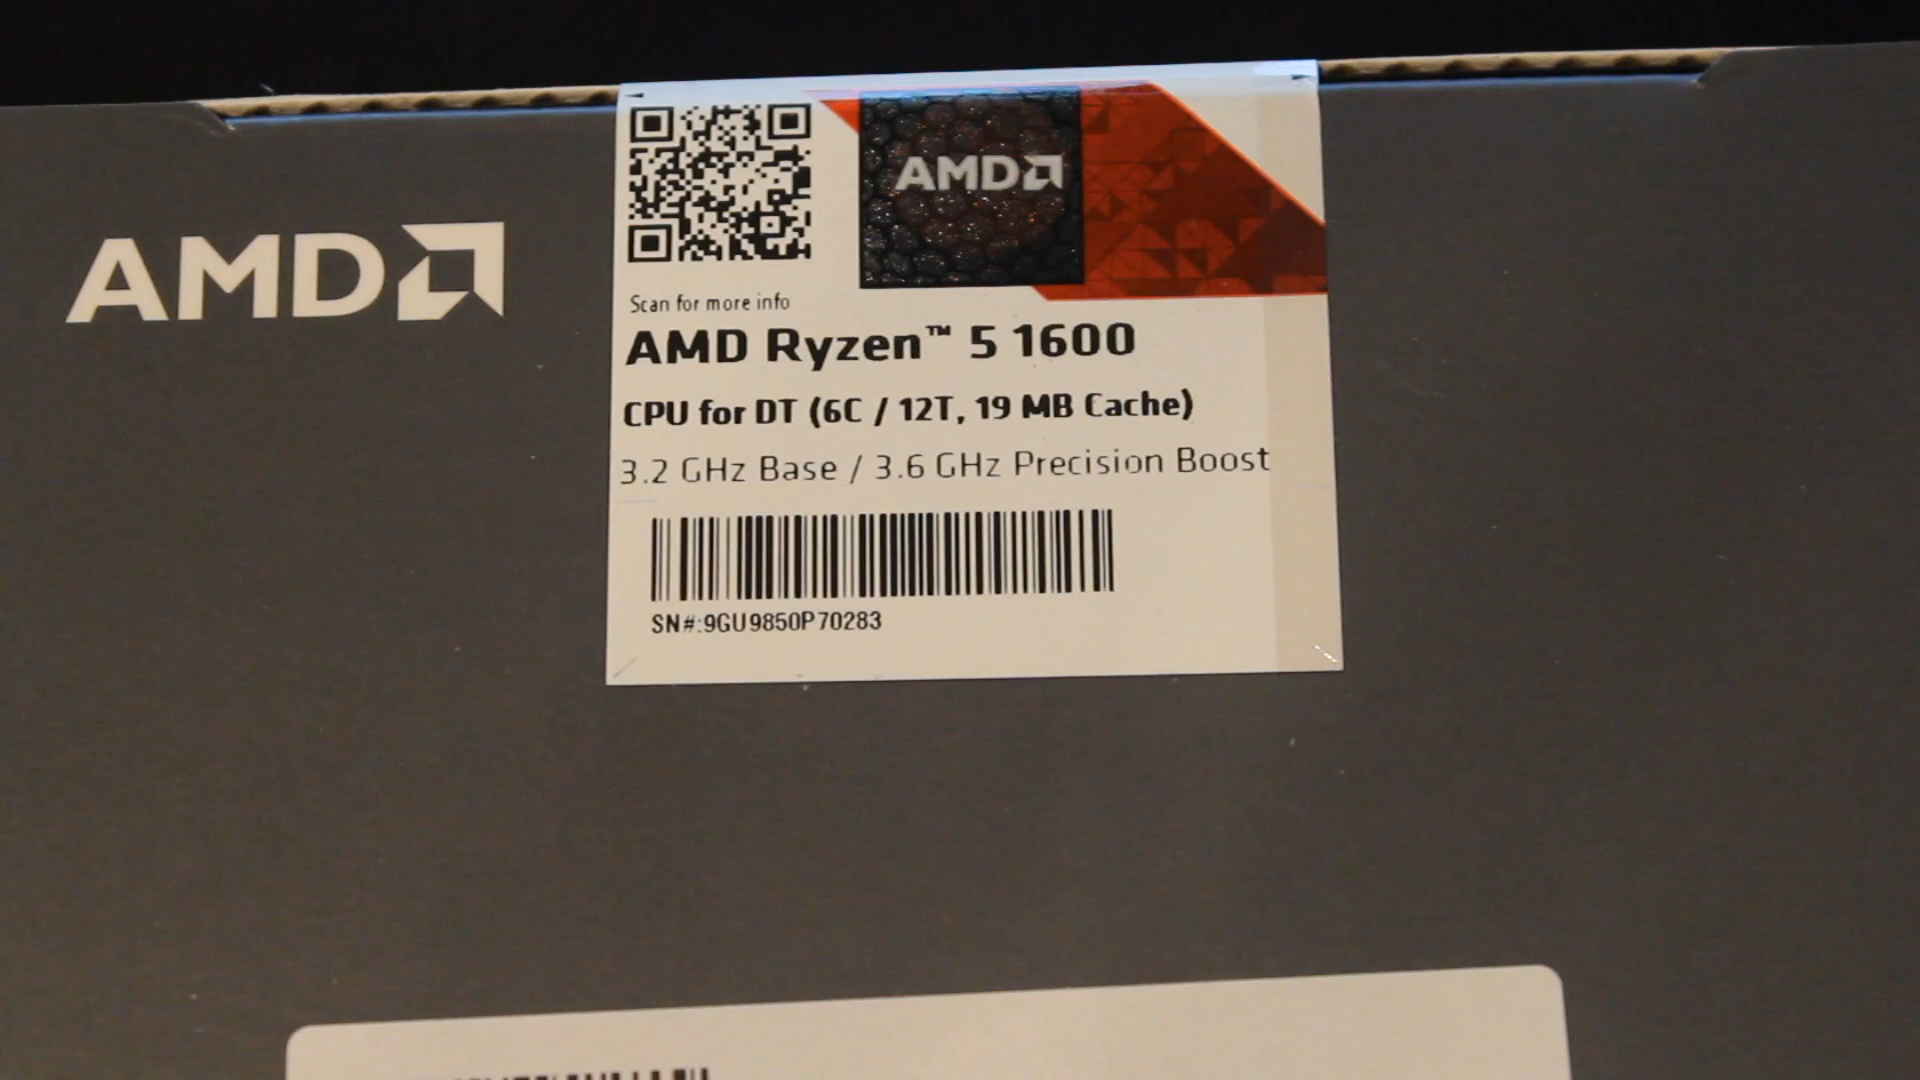 AMD
AMD
Scan for more info
AMD Ryzen™ 5 1600
CPU for DT (6C / 12T, 19 MB Cache)
3.2 GHz Base / 3.6 GHz Precision Boost
SN#:9GU9850P70283